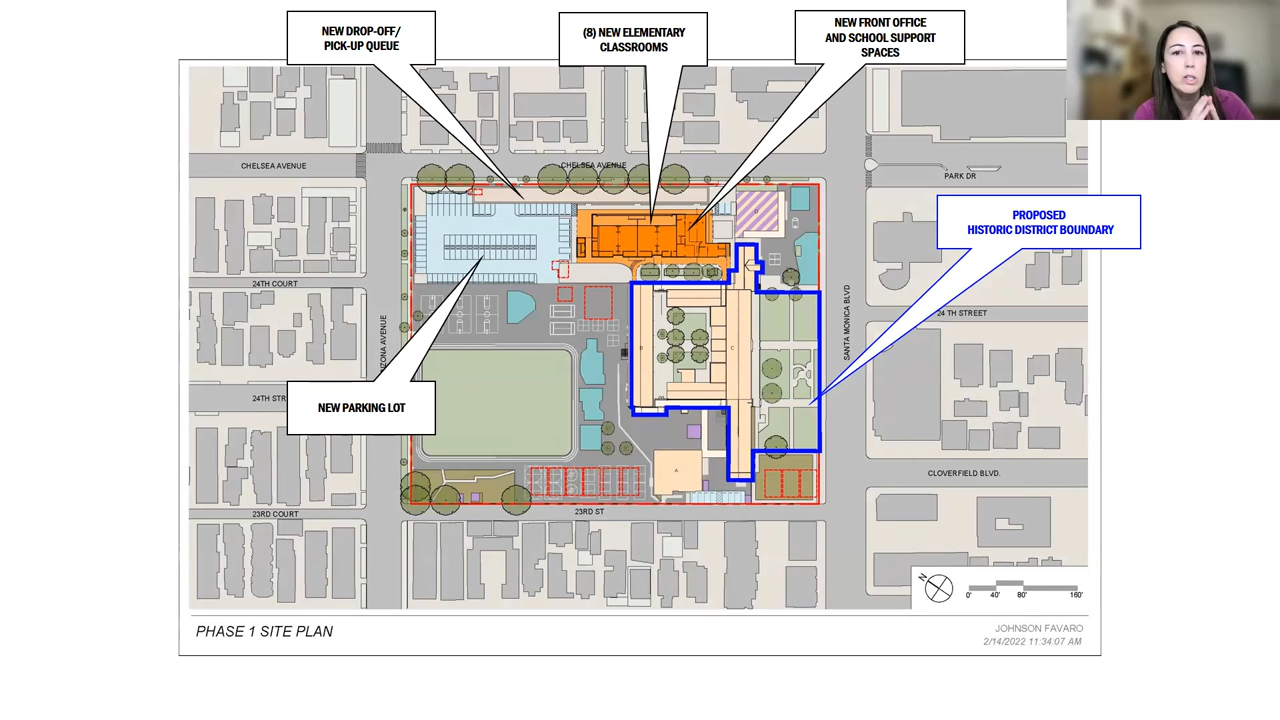 NEW DROP-OFF/
PICK-UP QUEUE
(8) NEW ELEMENTARY
CLASSROOMS
NEW FRONT OFFICE
AND SCHOOL SUPPORT
SPACES
CHELSEA AVENUE
CHELSEA AVENUE
PARK DR
PROPOSED
HISTORIC DISTRICT BOUNDARY
24TH COURT
24 TH STREET
SANTA MONICA BLVD
B
C
NEW PARKING LOT
24TH
A
CLOVERFIELD BLVD.
23RD COURT
23RD ST
N
0'
40'
80'
160'
PHASE 1 SITE PLAN
JOHNSON FAVARO
2/14/2022 11:34:07 AM